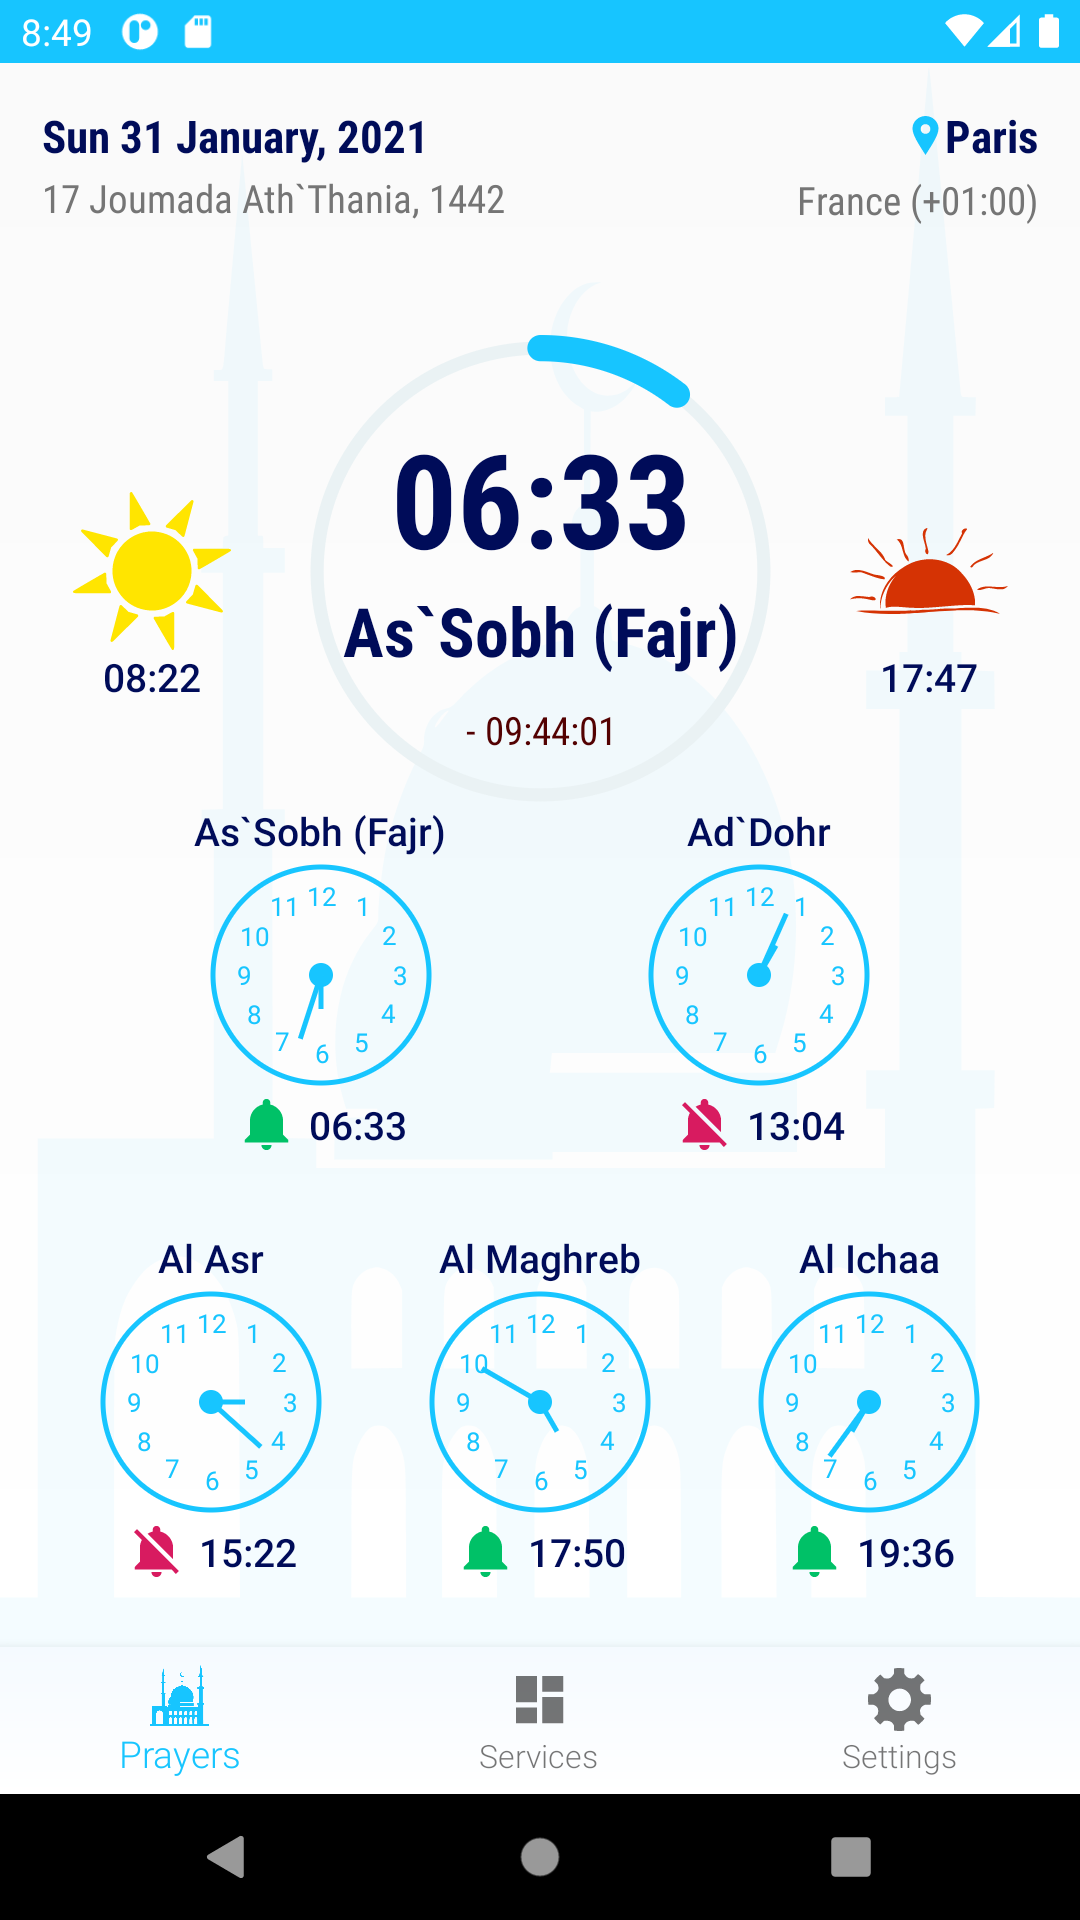 8:49
Sun 31 January, 2021
Paris
17 Joumada Ath`Thania, 1442
France (+01:00)
06:33
As`Sobh (Fajr)
- 09:44:01
08:22
17:47
As`Sobh (Fajr)
Ad`Dohr
12 1 2 3 4 5 6 7 8 9 10 11
12 1 2 3 4 5 6 7 8 9 10 11
06:33
13:04
Al Asr
Al Maghreb
Al Ichaa
12 1 2 3 4 5 6 7 8 9 10 11
12 1 2 3 4 5 6 7 8 9 10 11
12 1 2 3 4 5 6 7 8 9 10 11
15:22
17:50
19:36
Prayers
Services
Settings